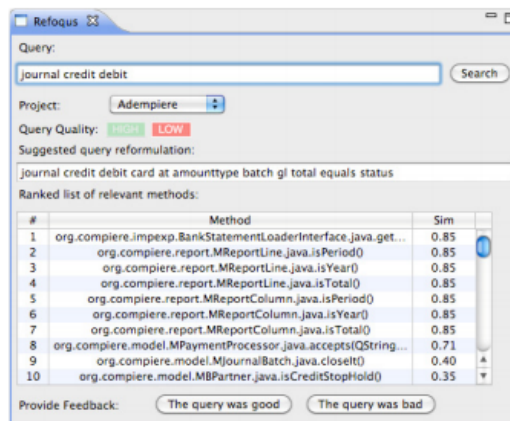 Refoqus
Query:
journal credit debit
Search
Project: Adempiere
Query Quality: HIGH LOW
Suggested query reformulation:
journal credit debit card at amounttype batch gl total equals status
Ranked list of relevant methods:
# Method Sim
1 org.compiere.impexp.BankStatementLoaderInterface.java.get... 0.85
2 org.compiere.report.MReportLine.java.isPeriod() 0.85
3 org.compiere.report.MReportLine.java.isYear() 0.85
4 org.compiere.report.MReportLine.java.isTotal() 0.85
5 org.compiere.report.MReportColumn.java.isPeriod() 0.85
6 org.compiere.report.MReportColumn.java.isYear() 0.85
7 org.compiere.report.MReportColumn.java.isTotal() 0.85
8 org.compiere.model.MPaymentProcessor.java.accepts(QString... 0.71
9 org.compiere.model.MJournalBatch.java.closeIt() 0.40
10 org.compiere.model.MBPartner.java.isCreditStopHold() 0.35
Provide Feedback: The query was good The query was bad